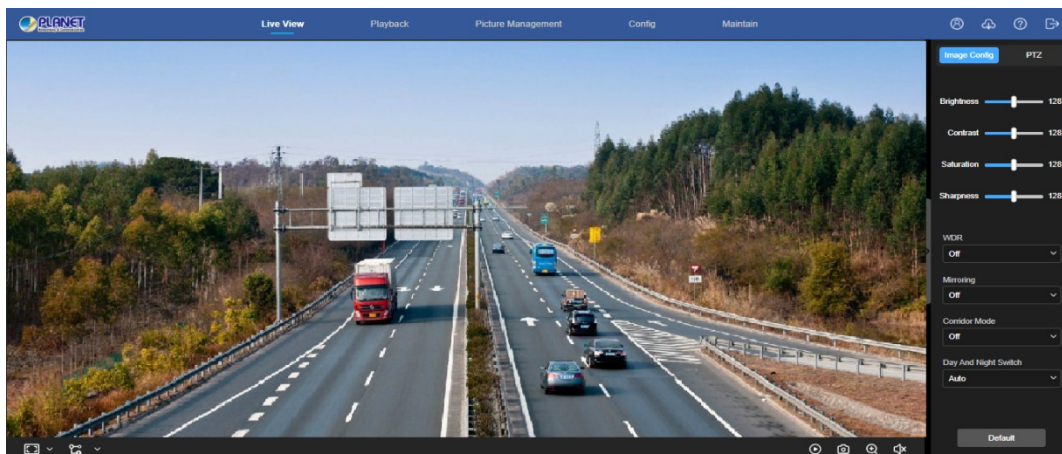 PLANET
Live View
Playback
Picture Management
Config
Maintain
Image Config
PTZ
Brightness 128
Contrast 128
Saturation 128
Sharpness 128
WDR
Off
Mirroring
Off
Corridor Mode
Off
Day And Night Switch
Auto
Default